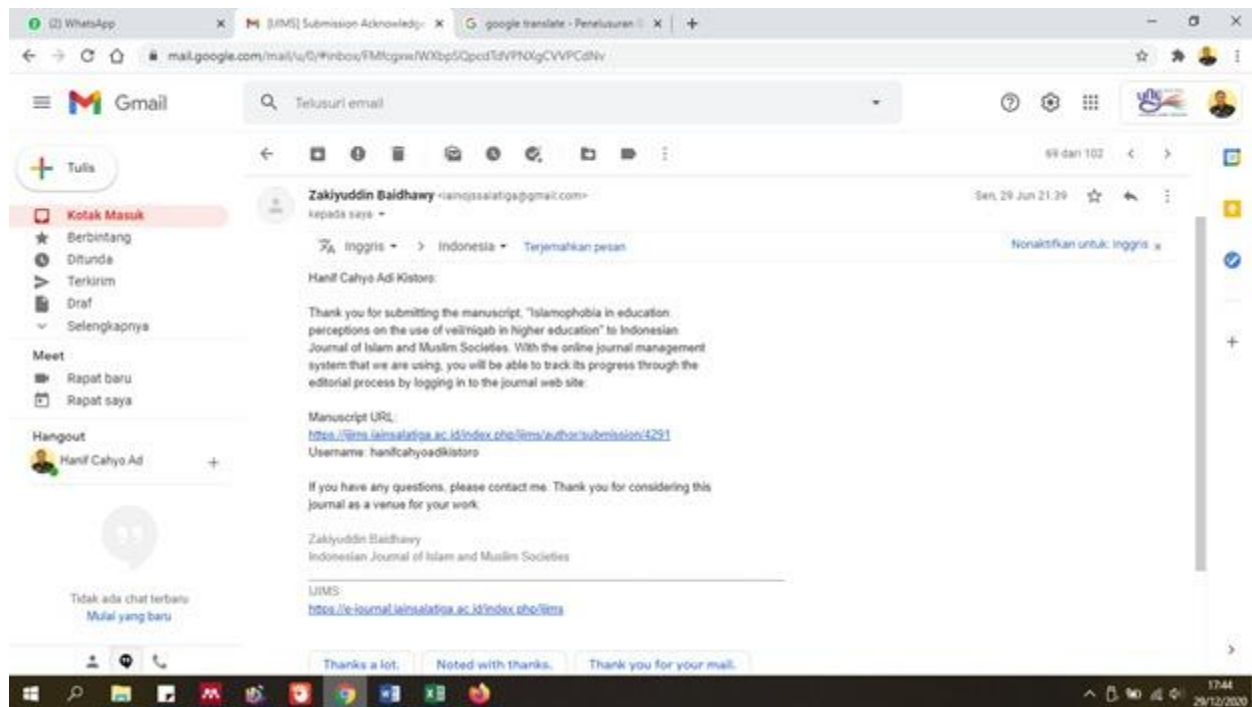 (2) WhatsApp
[IJIMS] Submission Acknowledge
google translate - Penelusuran
mail.google.com/mail/u/0/#inbox/
Gmail
Telusuri email
Tulis
69 dari 102
Kotak Masuk
Berbintang
Ditunda
Terkirim
Draf
Selengkapnya
Meet
Rapat baru
Rapat saya
Hangout
Hanif Cahyo Ad
Tidak ada chat terbaru
Mulai yang baru
Zakiyuddin Baidhawy <iainojssalatiga@gmail.com>
Sen, 29 Jun 21.39
kepada saya
Inggris > Indonesia Terjemahkan pesan
Nonaktifkan untuk: Inggris x
Hanif Cahyo Adi Kistoro:
Thank you for submitting the manuscript, "Islamophobia in education
perceptions on the use of veil/niqab in higher education" to Indonesian
Journal of Islam and Muslim Societies. With the online journal management
system that we are using, you will be able to track its progress through the
editorial process by logging in to the journal web site:
Manuscript URL:
https://ijims.iainsalatiga.ac.id/index.php/ijims/author/submission/4291
Username: hanifcahyoadikistoro
If you have any questions, please contact me. Thank you for considering this
journal as a venue for your work.
Zakiyuddin Baidhawy
Indonesian Journal of Islam and Muslim Societies
IJIMS
https://e-journal.iainsalatiga.ac.id/index.php/ijims
Thanks a lot.
Noted with thanks.
Thank you for your mail.
17:44
29/12/2020